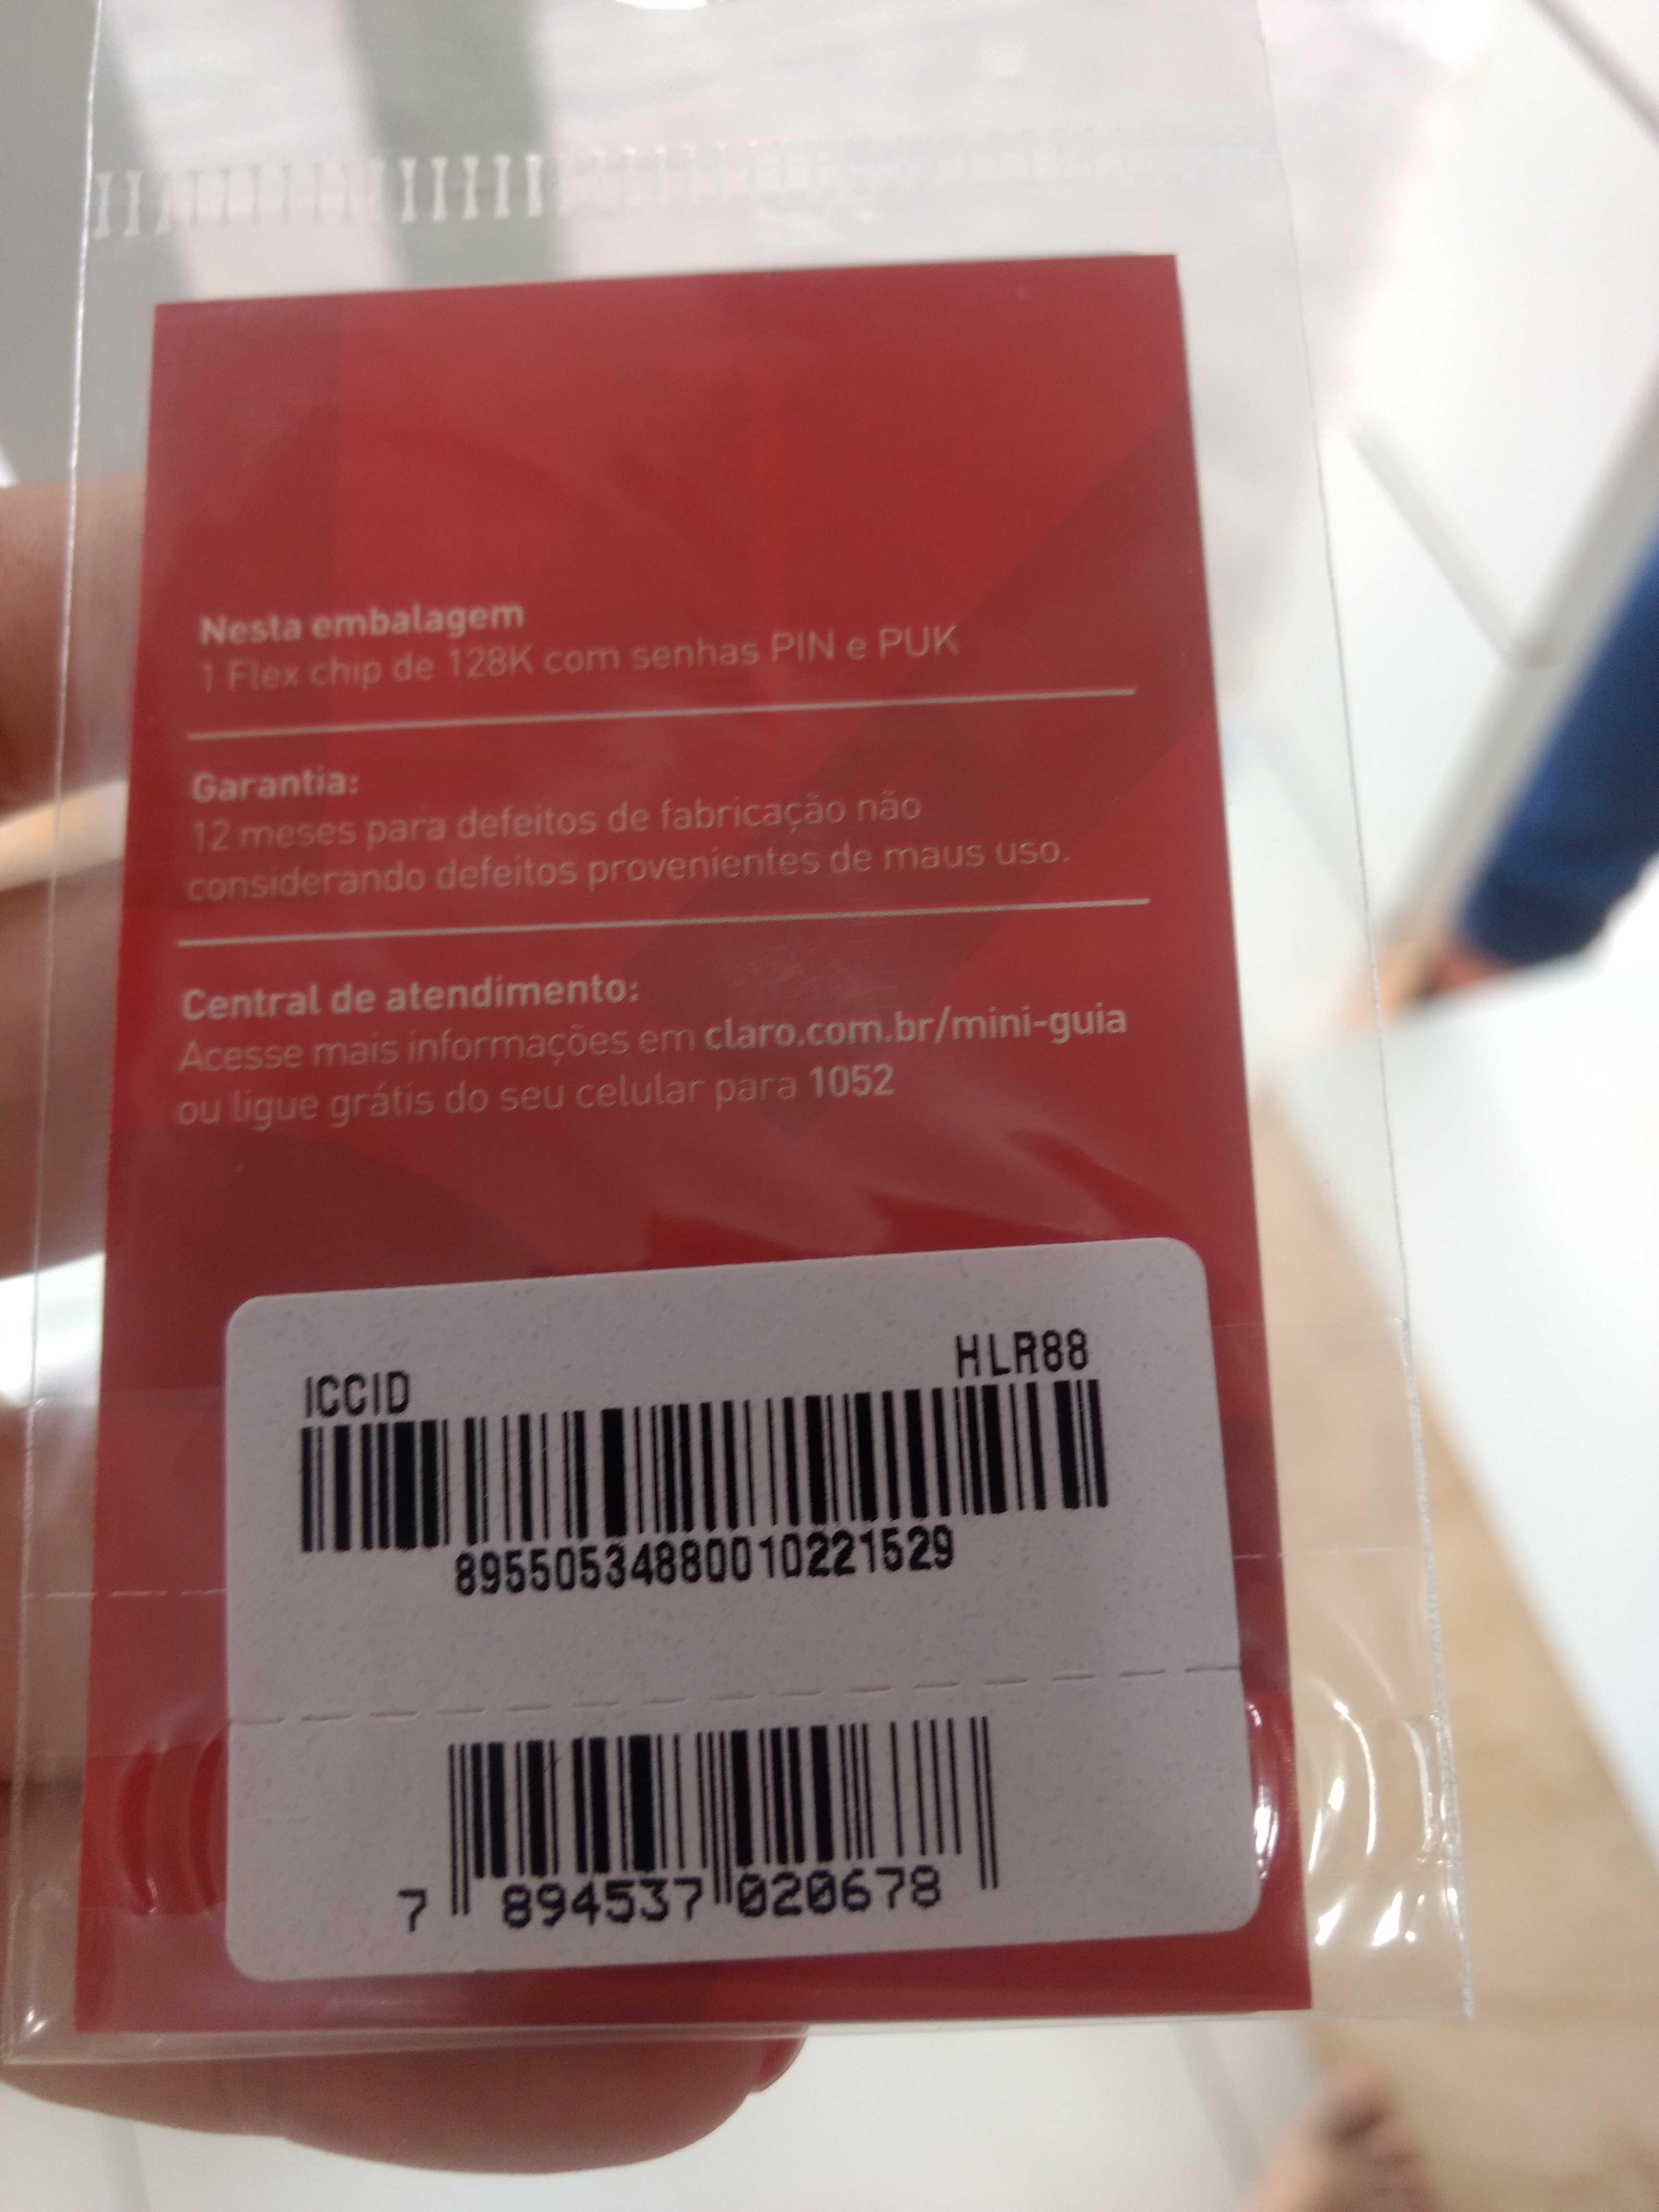 Nesta embalagem
1 Flex chip de 128K com senhas PIN e PUK
Garantia:
12 meses para defeitos de fabricação não
considerando defeitos provenientes de maus uso.
Central de atendimento:
Acesse mais informações em claro.com.br/mini-guia
ou ligue grátis do seu celular para 1052
ICCID HLR88
89550534880010221529
7 894537 020678